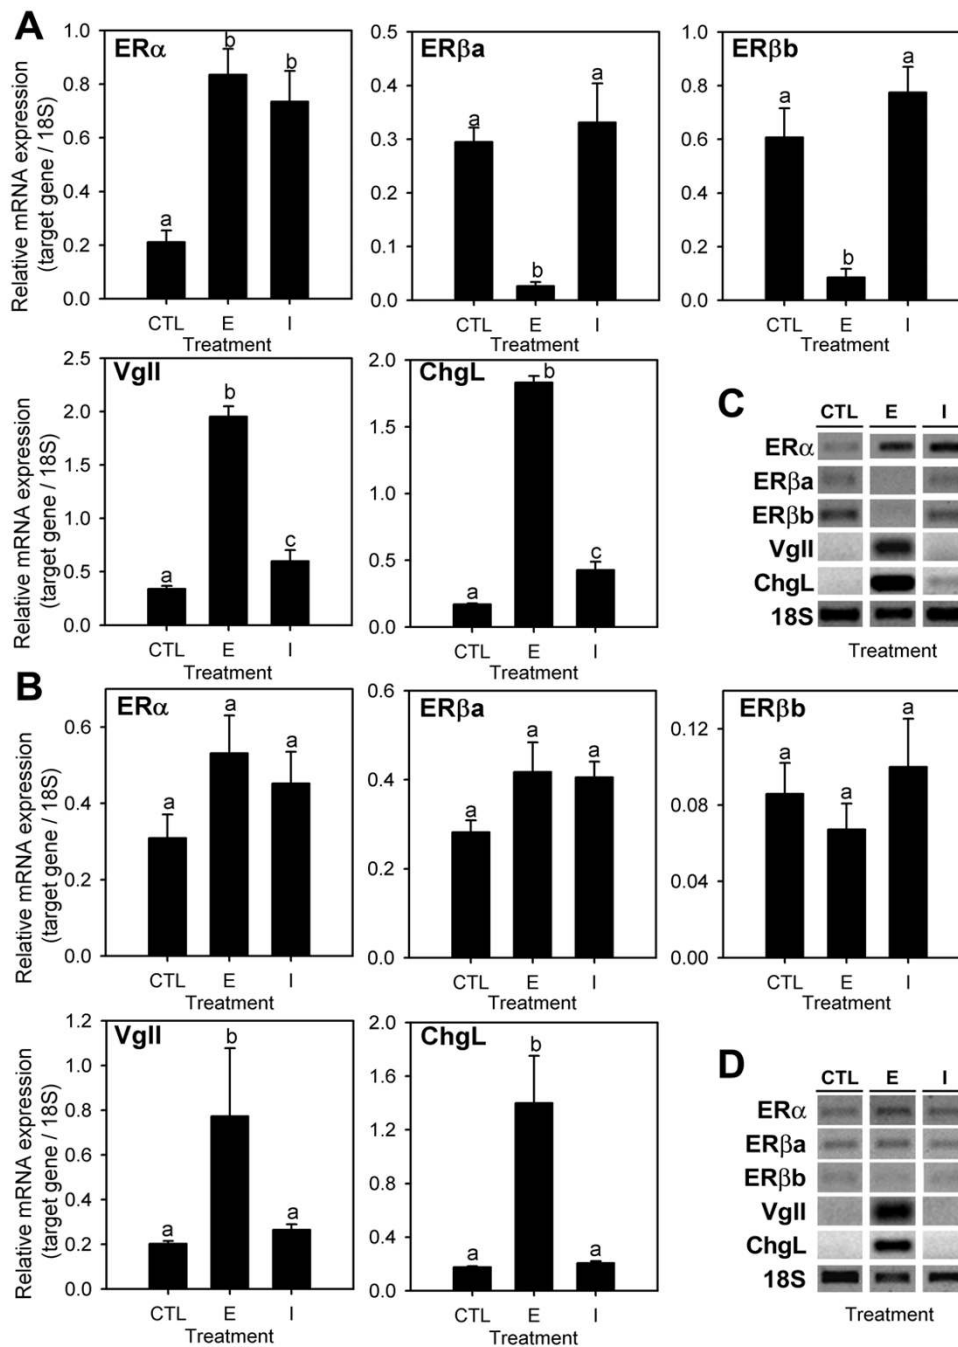 A
ERα
ERβa
ERβb
Relative mRNA expression
(target gene / 18S)
1.0
0.8
0.6
0.4
0.2
0.0
a
b
b
CTL
E
I
Treatment
0.5
0.4
0.3
0.2
0.1
0.0
a
b
a
CTL
E
I
Treatment
1.0
0.8
0.6
0.4
0.2
0.0
a
b
a
CTL
E
I
Treatment
VgII
Relative mRNA expression
(target gene / 18S)
2.5
2.0
1.5
1.0
0.5
0.0
a
b
c
CTL
E
I
Treatment
ChgL
2.0
1.5
1.0
0.5
0.0
a
b
c
CTL
E
I
Treatment
C
CTL E I
ERα
ERβa
ERβb
VgII
ChgL
18S
Treatment
B
ERα
Relative mRNA expression
(target gene / 18S)
0.6
0.4
0.2
0.0
a
a
a
CTL
E
I
Treatment
ERβa
0.6
0.4
0.2
0.0
a
a
a
CTL
E
I
Treatment
ERβb
0.12
0.08
0.04
0.00
a
a
a
CTL
E
I
Treatment
VgII
Relative mRNA expression
(target gene / 18S)
1.2
1.0
0.8
0.6
0.4
0.2
0.0
a
b
a
CTL
E
I
Treatment
ChgL
2.0
1.6
1.2
0.8
0.4
0.0
a
b
a
CTL
E
I
Treatment
D
CTL E I
ERα
ERβa
ERβb
VgII
ChgL
18S
Treatment